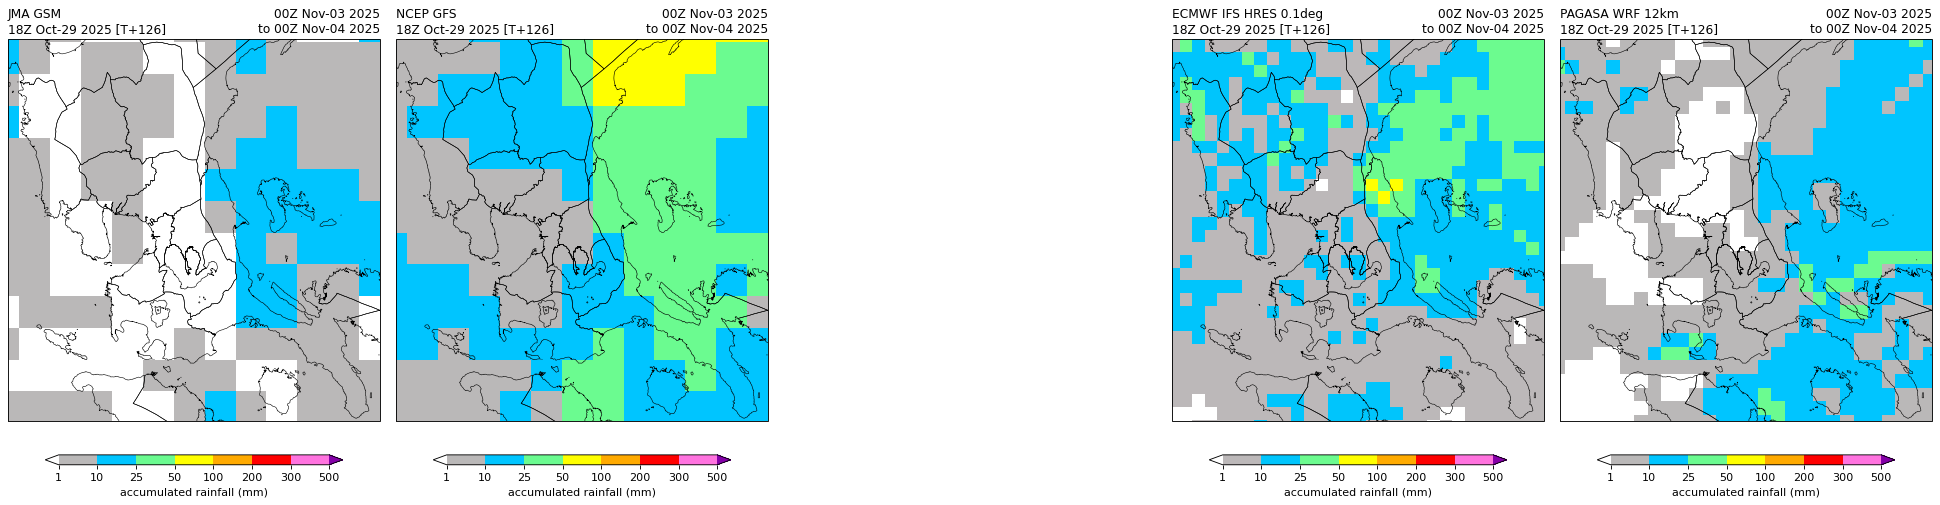 JMA GSM
00Z Nov-03 2025
18Z Oct-29 2025 [T+126]
to 00Z Nov-04 2025
1 10 25 50 100 200 300 500
accumulated rainfall (mm)
NCEP GFS
00Z Nov-03 2025
18Z Oct-29 2025 [T+126]
to 00Z Nov-04 2025
1 10 25 50 100 200 300 500
accumulated rainfall (mm)
ECMWF IFS HRES 0.1deg
00Z Nov-03 2025
18Z Oct-29 2025 [T+126]
to 00Z Nov-04 2025
1 10 25 50 100 200 300 500
accumulated rainfall (mm)
PAGASA WRF 12km
00Z Nov-03 2025
18Z Oct-29 2025 [T+126]
to 00Z Nov-04 2025
1 10 25 50 100 200 300 500
accumulated rainfall (mm)